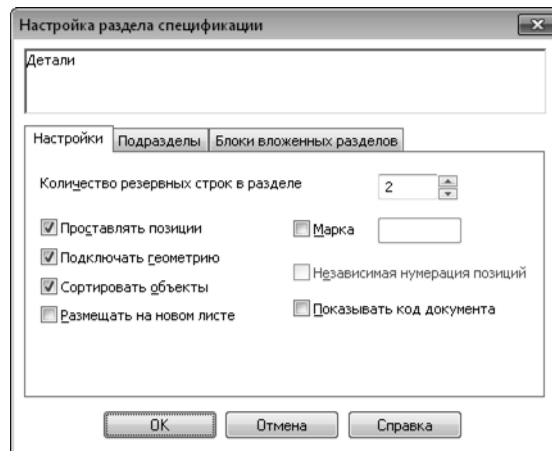 Настройка раздела спецификации
Детали
Настройки Подразделы Блоки вложенных разделов
Количество резервных строк в разделе 2
Проставлять позиции Марка
Подключать геометрию
Независимая нумерация позиций
Сортировать объекты
Показывать код документа
Размещать на новом листе
OK Отмена Справка